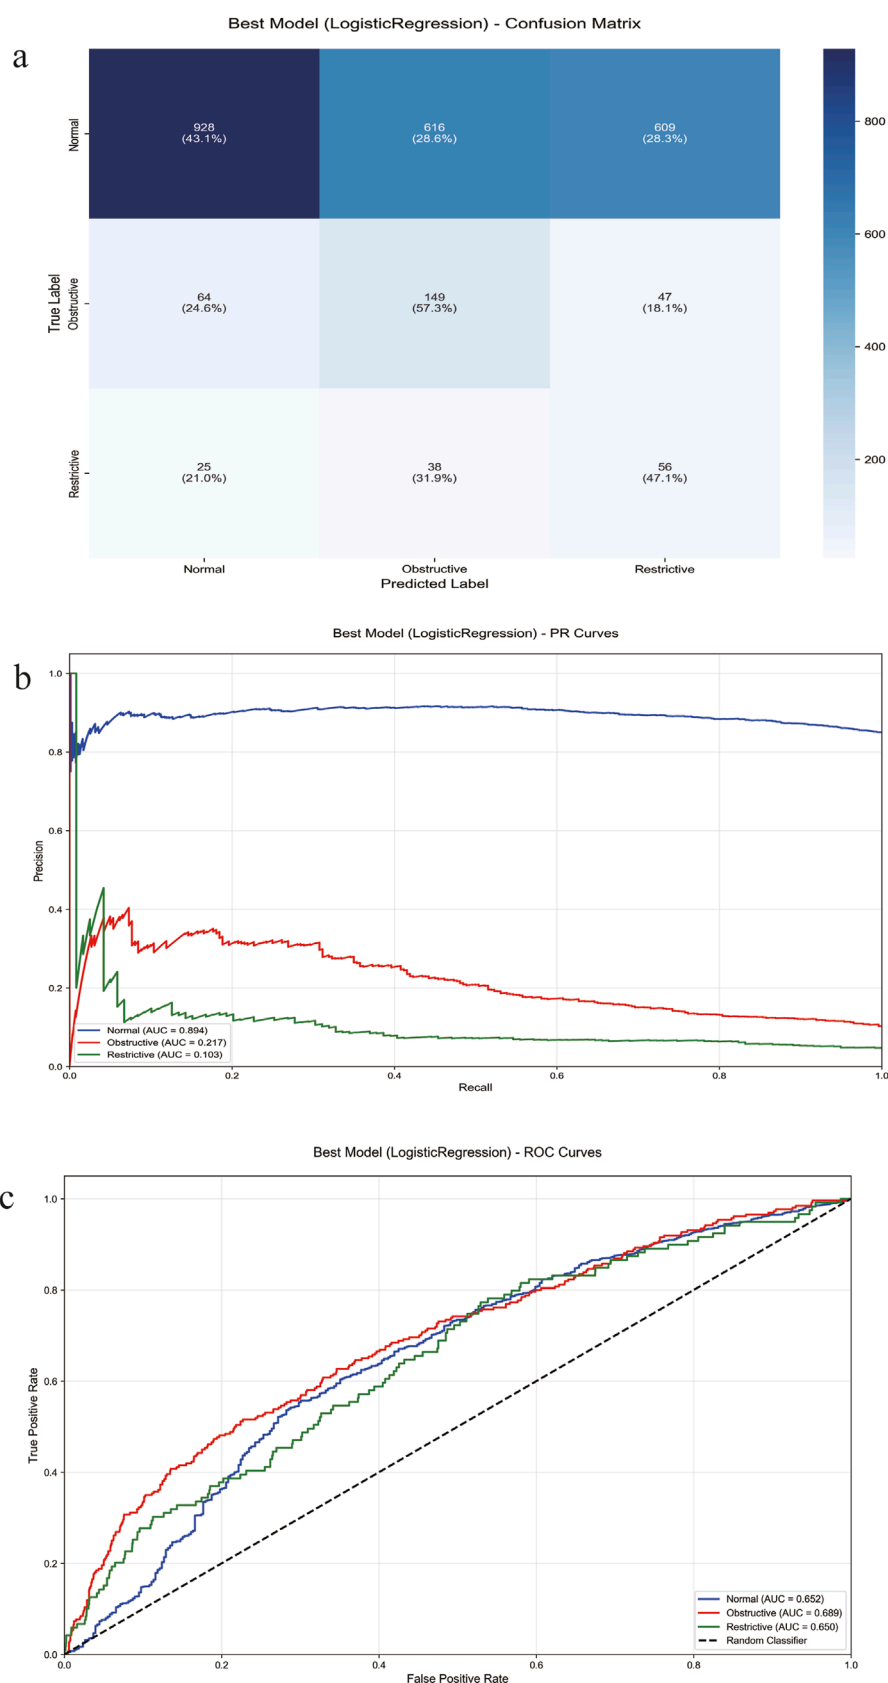 Best Model (LogisticRegression) - Confusion Matrix
a
928
(43.1%)
616
(28.6%)
609
(28.3%)
64
(24.6%)
149
(57.3%)
47
(18.1%)
25
(21.0%)
38
(31.9%)
56
(47.1%)
Normal
Obstructive
Restrictive
True Label
Normal
Obstructive
Restrictive
Predicted Label
800
600
400
200
Best Model (LogisticRegression) - PR Curves
b
1.0
0.8
0.6
0.4
0.2
0.0
Precision
Normal (AUC = 0.894)
Obstructive (AUC = 0.217)
Restrictive (AUC = 0.103)
0.0
0.2
0.4
0.6
0.8
1.0
Recall
Best Model (LogisticRegression) - ROC Curves
c
1.0
0.8
0.6
0.4
0.2
0.0
True Positive Rate
Normal (AUC = 0.652)
Obstructive (AUC = 0.689)
Restrictive (AUC = 0.650)
Random Classifier
0.0
0.2
0.4
0.6
0.8
1.0
False Positive Rate